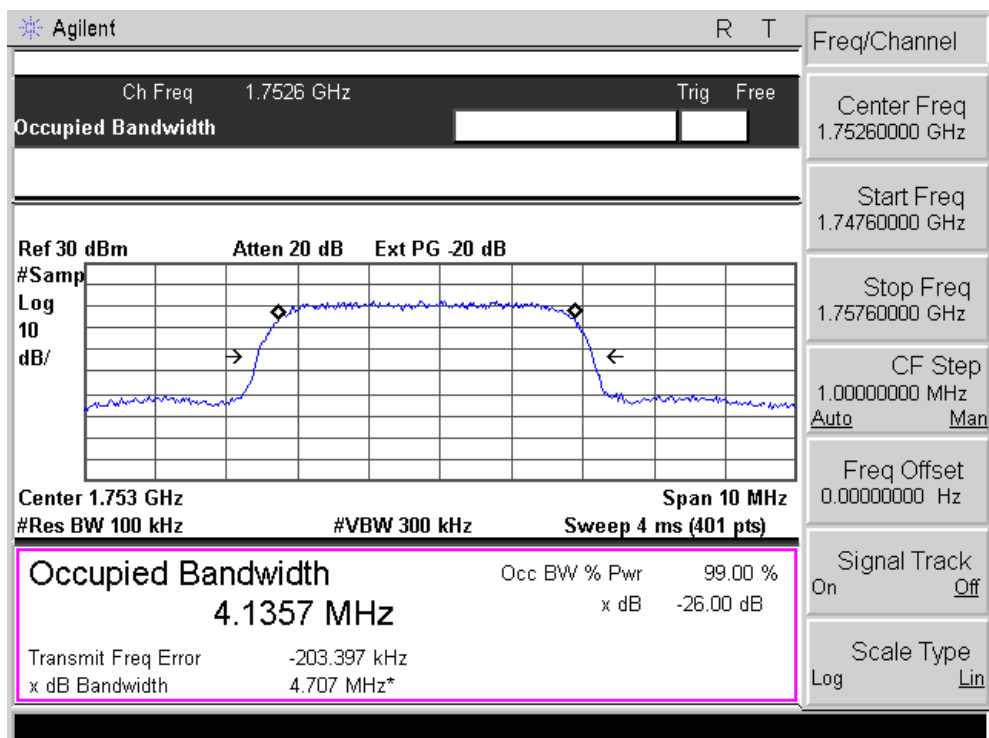 Agilent R T
Ch Freq 1.7526 GHz Trig Free
Occupied Bandwidth
Ref 30 dBm Atten 20 dB Ext PG -20 dB
#Samp
Log
10
dB/
Center 1.753 GHz Span 10 MHz
#Res BW 100 kHz #VBW 300 kHz Sweep 4 ms (401 pts)
Occupied Bandwidth Occ BW % Pwr 99.00 %
4.1357 MHz x dB -26.00 dB
Transmit Freq Error -203.397 kHz
x dB Bandwidth 4.707 MHz*
Freq/Channel
Center Freq
1.75260000 GHz
Start Freq
1.74760000 GHz
Stop Freq
1.75760000 GHz
CF Step
1.00000000 MHz
Auto Man
Freq Offset
0.00000000 Hz
Signal Track
On Off
Scale Type
Log Lin